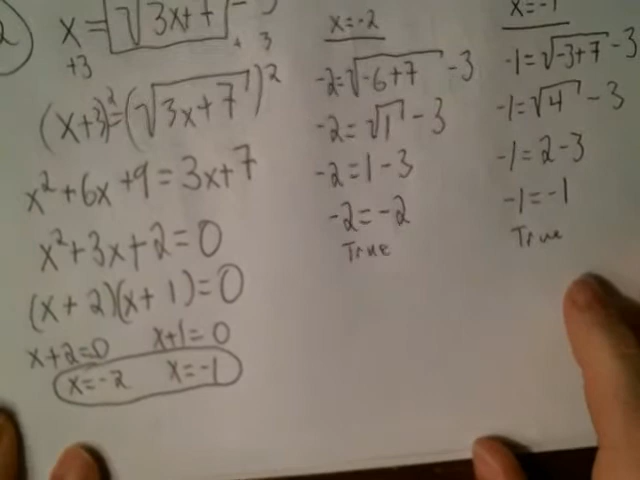 2
x = √3x+7 - 3
+3 +3
(x+3)² = (√3x+7)²
x²+6x+9=3x+7
x²+3x+2=0
(x+2)(x+1)=0
x+2=0 x+1=0
x=-2 x=-1
x=-2
-2=√-6+7 -3
-2=√1 -3
-2=1-3
-2=-2
True
x=-1
-1=√-3+7 -3
-1=√4 -3
-1=2-3
-1=-1
True